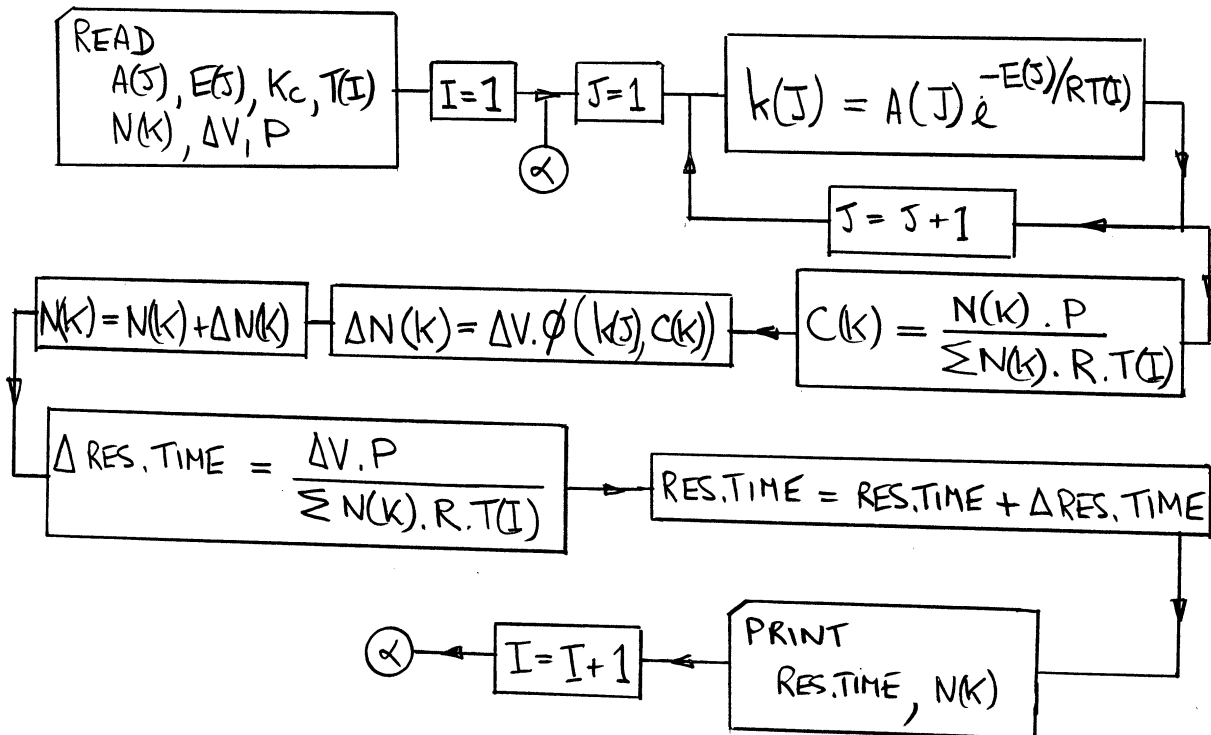 READ
A(J), E(J), Kc, T(I)
N(K), ΔV, P
I=1
J=1
k(J) = A(J) e^-E(J)/RT(I)
α
J = J+1
N(K) = N(K) + ΔN(K)
ΔN(K) = ΔV.ϕ(k(J), C(K))
C(K) = N(K).P / ΣN(K).R.T(I)
Δ RES.TIME = ΔV.P / ΣN(K).R.T(I)
RES.TIME = RES.TIME + ΔRES.TIME
α
I=I+1
PRINT
RES.TIME, N(K)